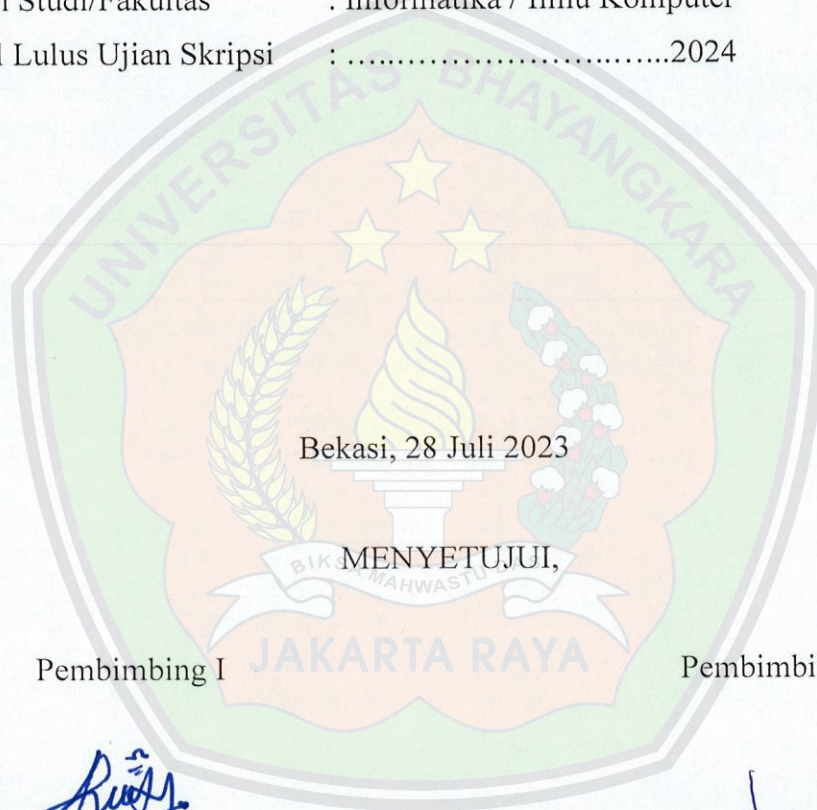 Studi/Fakultas : Informatika / Ilmu Komputer
Lulus Ujian Skripsi : ...............................2024
UNIVERSITAS BHAYANGKARA
Bekasi, 28 Juli 2023
MENYETUJUI,
BIKSA MAHWASTU
JAKARTA RAYA
Pembimbing I